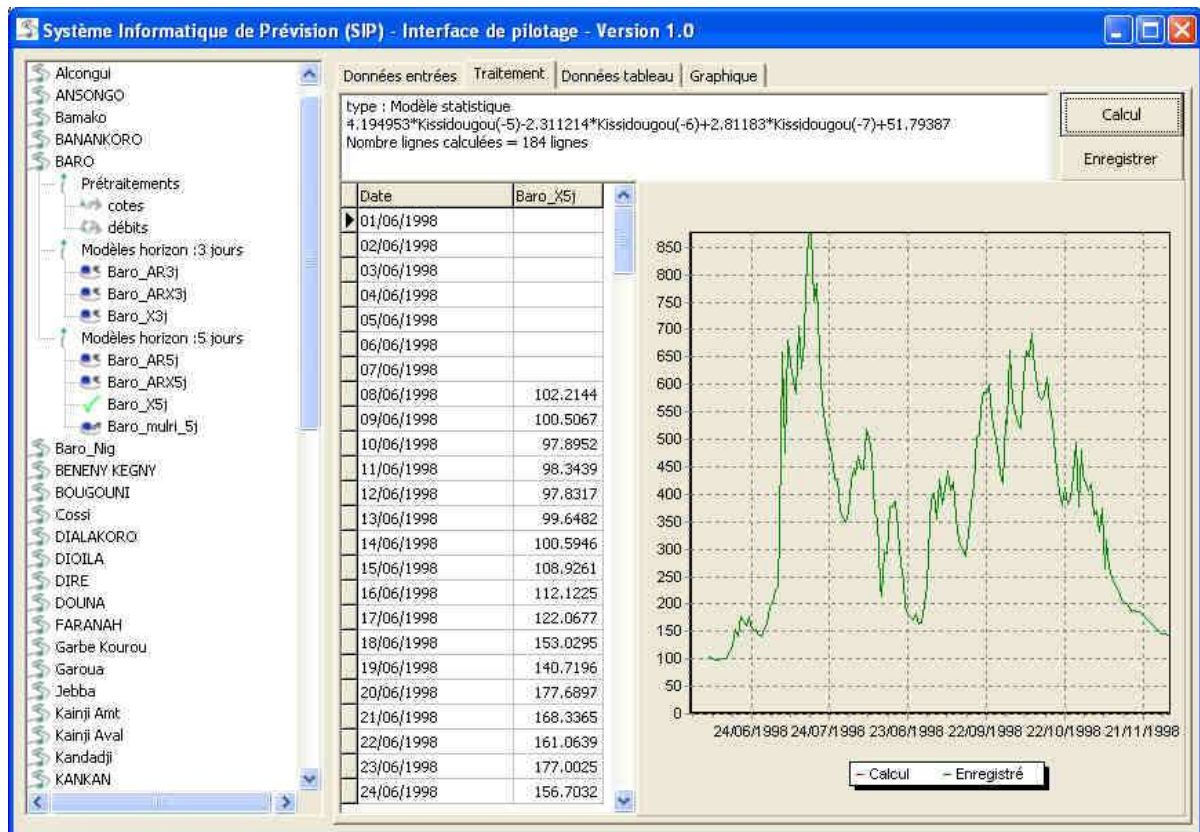 Système Informatique de Prévision (SIP) - Interface de pilotage - Version 1.0
Alcongui
ANSONGO
Bamako
BANANKORO
BARO
Prétraitements
cotes
débits
Modèles horizon :3 jours
Baro_AR3j
Baro_ARX3j
Baro_X3j
Modèles horizon :5 jours
Baro_AR5j
Baro_ARX5j
Baro_X5j
Baro_mulri_5j
Baro_Nig
BENENY KEGNY
BOUGOUNI
Cossi
DIALAKORO
DIOILA
DIRE
DOUNA
FARANAH
Garbe Kourou
Garoua
Jebba
Kainji Amt
Kainji Aval
Kandadji
KANKAN
Données entrées Traitement Données tableau Graphique
type : Modèle statistique
4.194953*Kissidougou(-5)-2.311214*Kissidougou(-6)+2.81183*Kissidougou(-7)+51.79387
Nombre lignes calculées = 184 lignes
Calcul
Enregistrer
Date Baro_X5j
01/06/1998
02/06/1998
03/06/1998
04/06/1998
05/06/1998
06/06/1998
07/06/1998
08/06/1998 102.2144
09/06/1998 100.5067
10/06/1998 97.8952
11/06/1998 98.3439
12/06/1998 97.8317
13/06/1998 99.6482
14/06/1998 100.5946
15/06/1998 108.9261
16/06/1998 112.1225
17/06/1998 122.0677
18/06/1998 153.0295
19/06/1998 140.7196
20/06/1998 177.6897
21/06/1998 168.3365
22/06/1998 161.0639
23/06/1998 177.0025
24/06/1998 156.7032
850
800
750
700
650
600
550
500
450
400
350
300
250
200
150
100
50
0
24/06/1998 24/07/1998 23/08/1998 22/09/1998 22/10/1998 21/11/1998
Calcul Enregistré